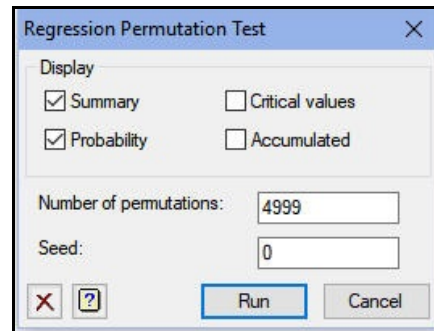 Regression Permutation Test
Display
Summary
Critical values
Probability
Accumulated
Number of permutations: 4999
Seed: 0
Run
Cancel